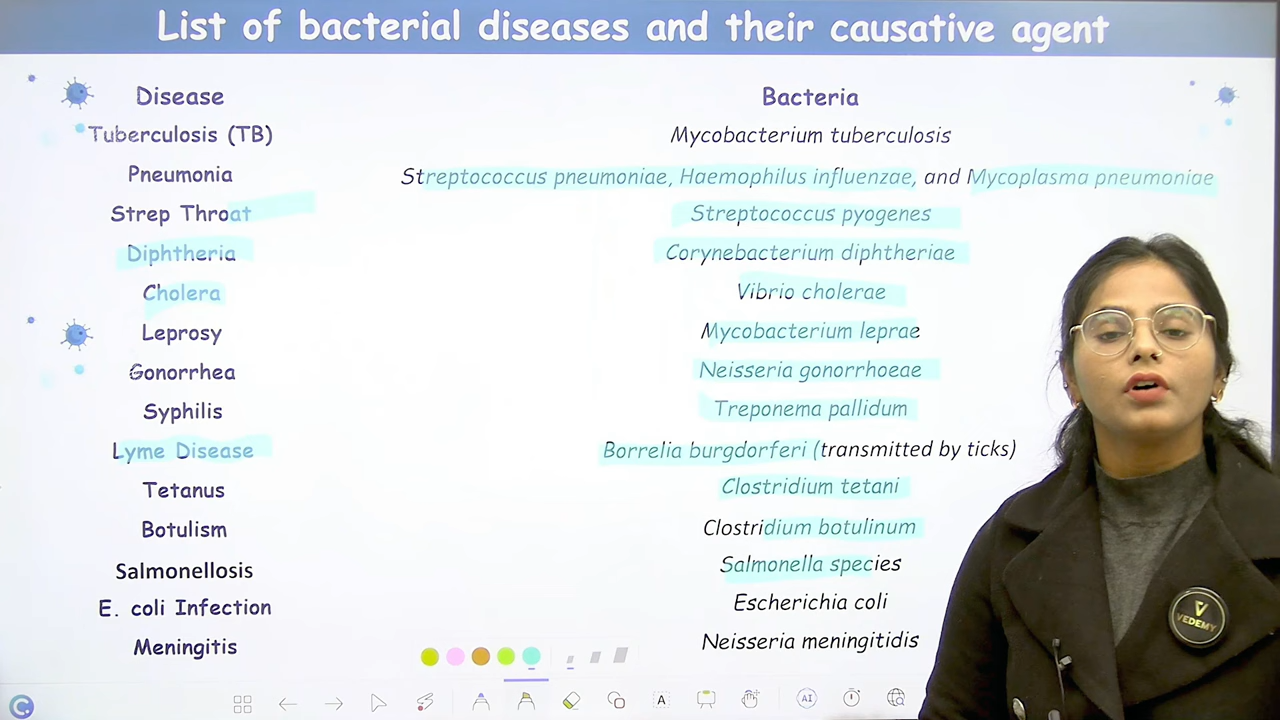 List of bacterial diseases and their causative agent
Disease Bacteria
Tuberculosis (TB) Mycobacterium tuberculosis
Pneumonia Streptococcus pneumoniae, Haemophilus influenzae, and Mycoplasma pneumoniae
Strep Throat Streptococcus pyogenes
Diphtheria Corynebacterium diphtheriae
Cholera Vibrio cholerae
Leprosy Mycobacterium leprae
Gonorrhea Neisseria gonorrhoeae
Syphilis Treponema pallidum
Lyme Disease Borrelia burgdorferi (transmitted by ticks)
Tetanus Clostridium tetani
Botulism Clostridium botulinum
Salmonellosis Salmonella species
E. coli Infection Escherichia coli
Meningitis Neisseria meningitidis
V
VEDEMY
A
AI
C